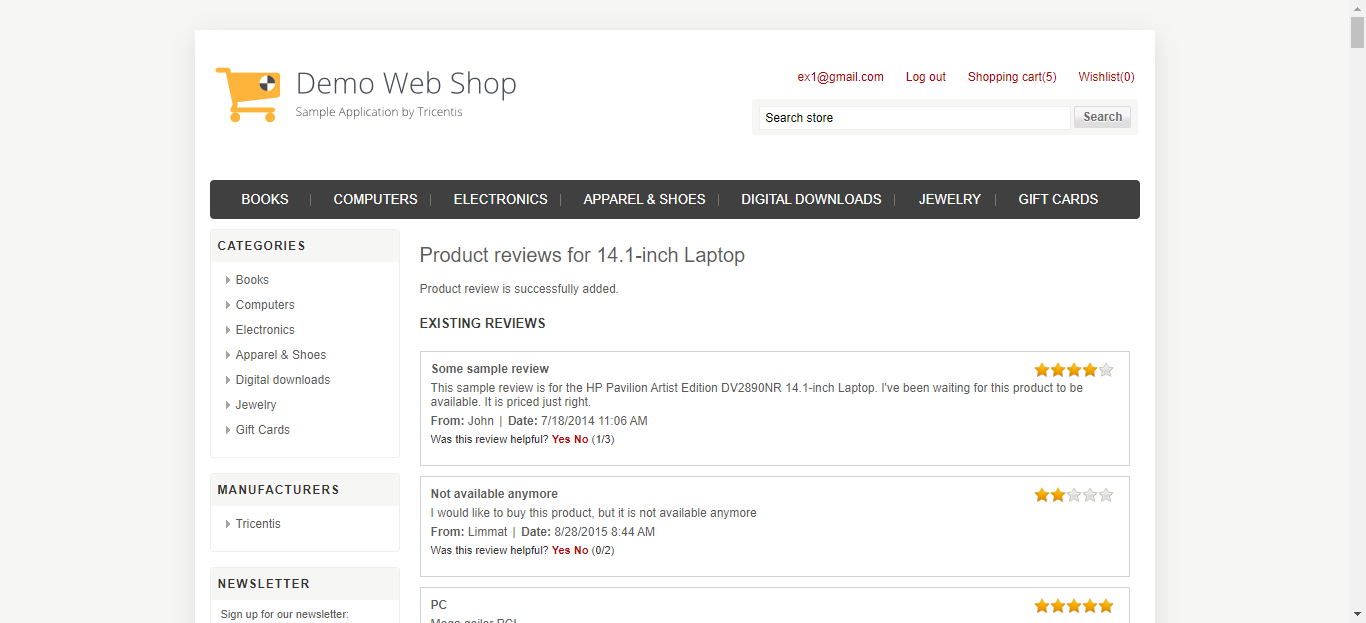 Demo Web Shop
Sample Application by Tricentis
ex1@gmail.com Log out Shopping cart(5) Wishlist(0)
Search store Search
BOOKS | COMPUTERS | ELECTRONICS | APPAREL & SHOES | DIGITAL DOWNLOADS | JEWELRY | GIFT CARDS
CATEGORIES
Books
Computers
Electronics
Apparel & Shoes
Digital downloads
Jewelry
Gift Cards
MANUFACTURERS
Tricentis
NEWSLETTER
Sign up for our newsletter:
Product reviews for 14.1-inch Laptop
Product review is successfully added.
EXISTING REVIEWS
Some sample review
This sample review is for the HP Pavilion Artist Edition DV2890NR 14.1-inch Laptop. I've been waiting for this product to be
available. It is priced just right.
From: John | Date: 7/18/2014 11:06 AM
Was this review helpful? Yes No (1/3)
Not available anymore
I would like to buy this product, but it is not available anymore
From: Limmat | Date: 8/28/2015 8:44 AM
Was this review helpful? Yes No (0/2)
PC